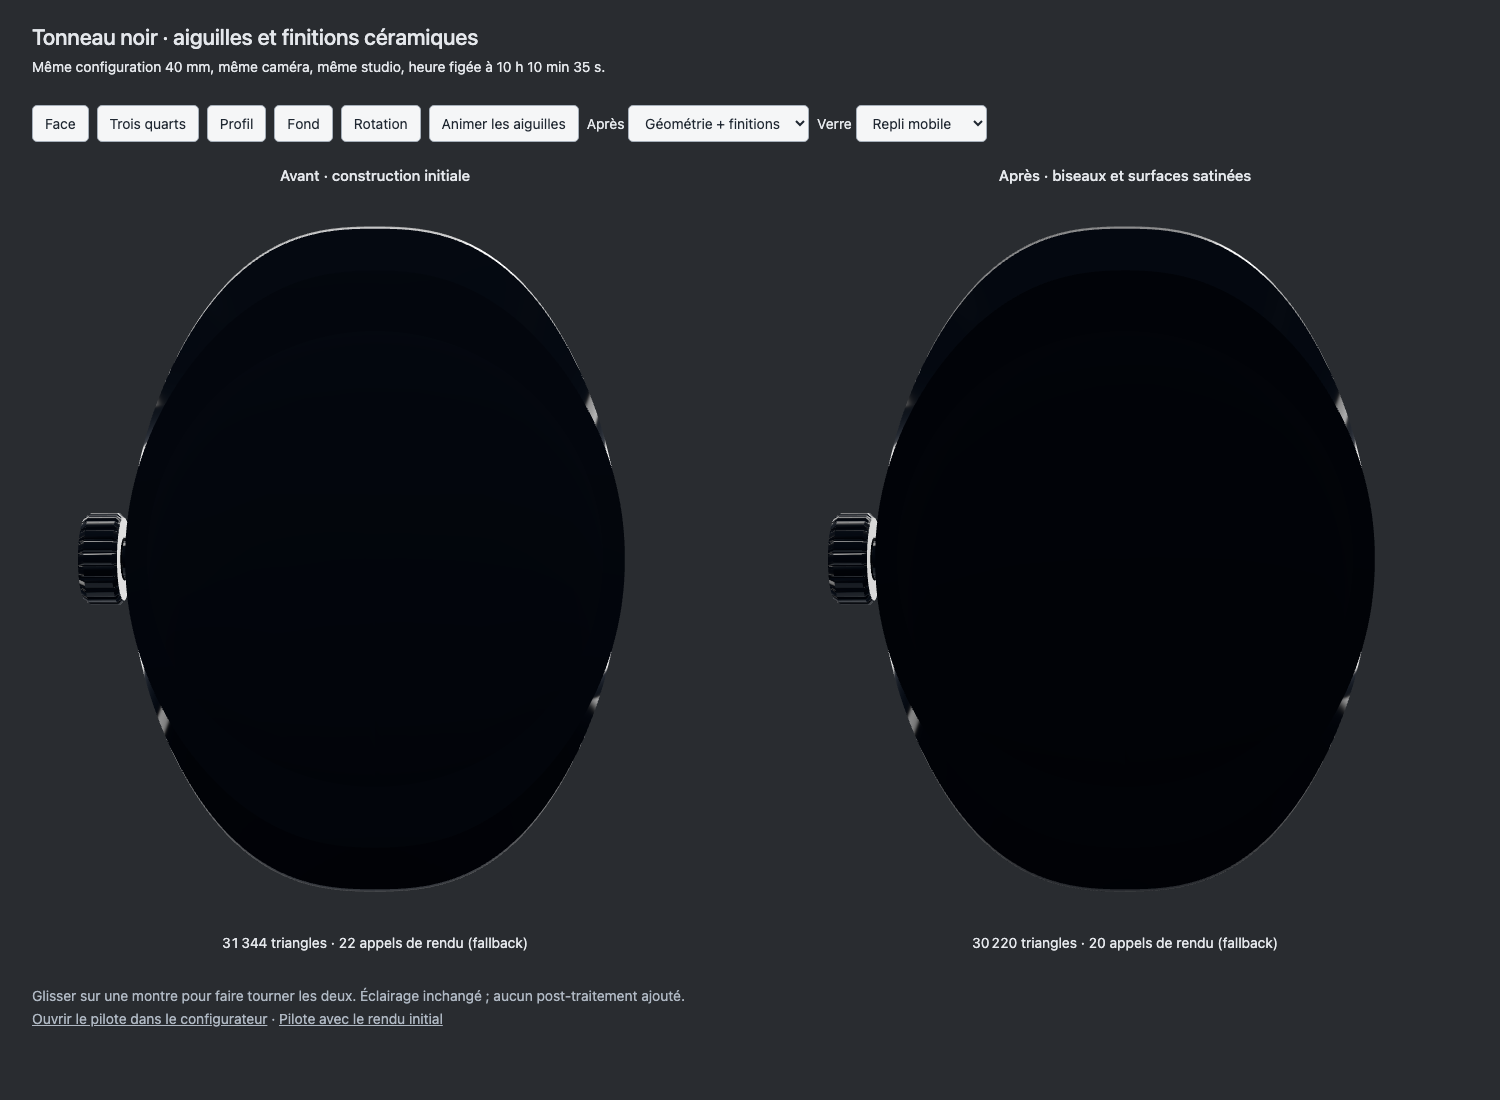 Tonneau noir · aiguilles et finitions céramiques
Même configuration 40 mm, même caméra, même studio, heure figée à 10 h 10 min 35 s.
Face Trois quarts Profil Fond Rotation Animer les aiguilles Après Géométrie + finitions Verre Repli mobile
Avant · construction initiale
Après · biseaux et surfaces satinées
31 344 triangles · 22 appels de rendu (fallback)
30 220 triangles · 20 appels de rendu (fallback)
Glisser sur une montre pour faire tourner les deux. Éclairage inchangé ; aucun post-traitement ajouté.
Ouvrir le pilote dans le configurateur · Pilote avec le rendu initial